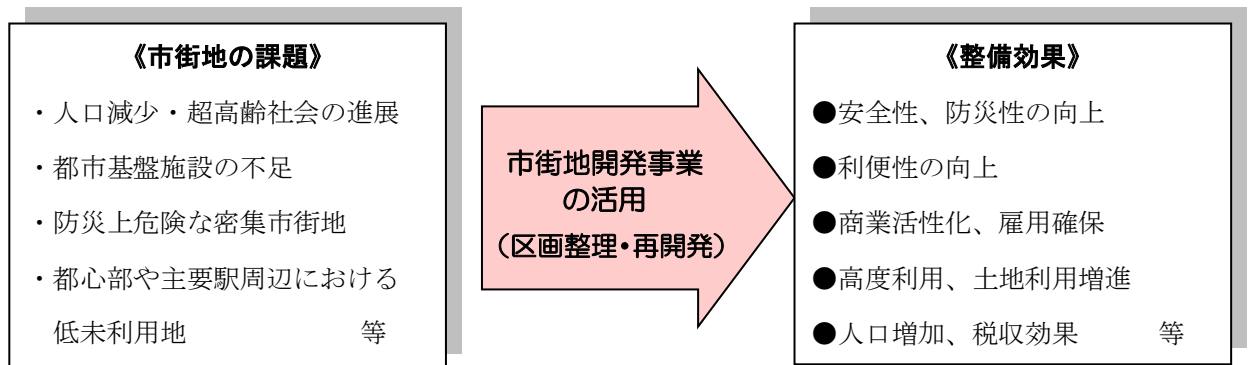 《市街地の課題》
・人口減少・超高齢社会の進展
・都市基盤施設の不足
・防災上危険な密集市街地
・都心部や主要駅周辺における
低未利用地 等
市街地開発事業
の活用
（区画整理・再開発）
《整備効果》
●安全性、防災性の向上
●利便性の向上
●商業活性化、雇用確保
●高度利用、土地利用増進
●人口増加、税収効果 等